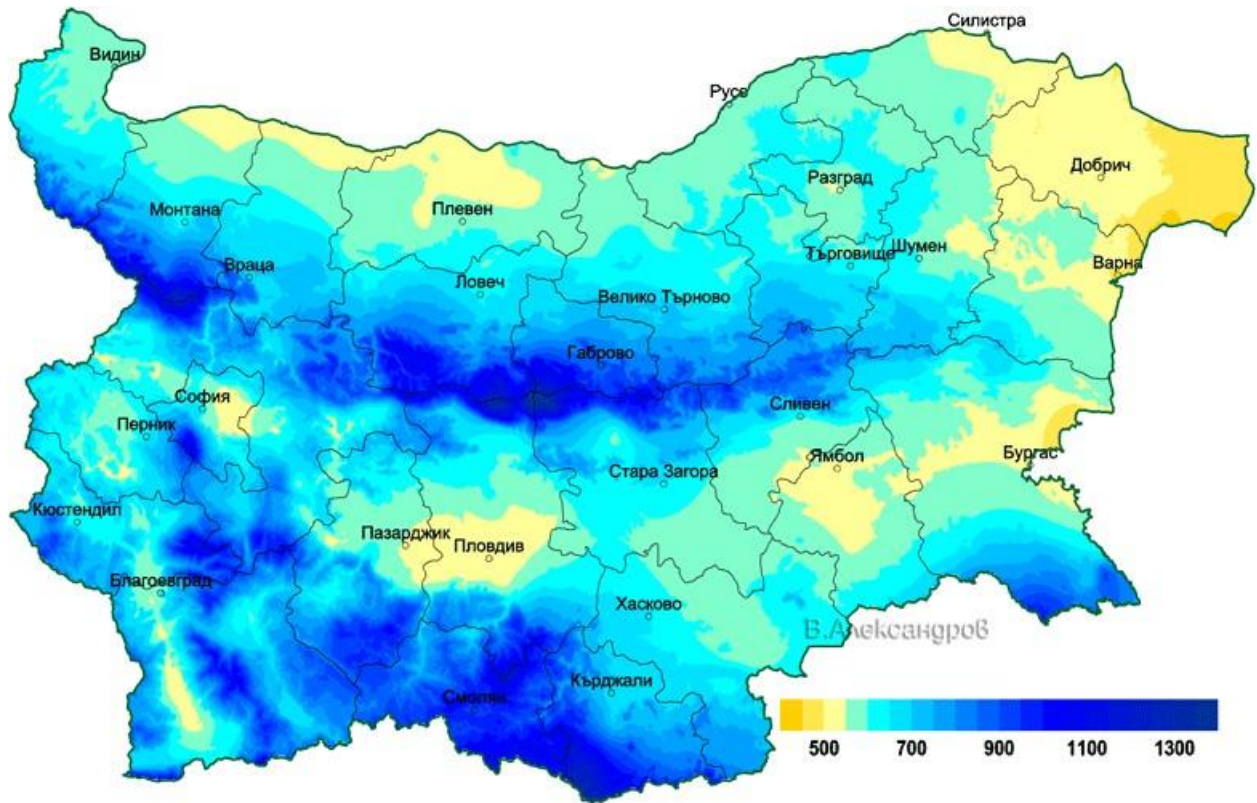 Силистра
Видин
Русе
Добрич
Разград
Монтана
Плевен
Шумен
Търговище
Варна
Враца
Ловеч
Велико Търново
Габрово
София
Сливен
Перник
Бургас
Ямбол
Стара Загора
Кюстендил
Пазарджик
Пловдив
Благоевград
Хасково
В.Александров
Смолян
Кърджали
500 700 900 1100 1300